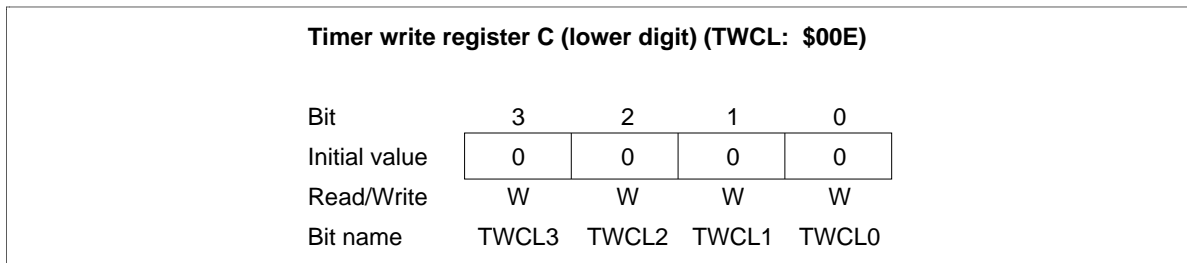 Timer write register C (lower digit) (TWCL: $00E)
Bit 3 2 1 0
Initial value 0 0 0 0
Read/Write W W W W
Bit name TWCL3 TWCL2 TWCL1 TWCL0